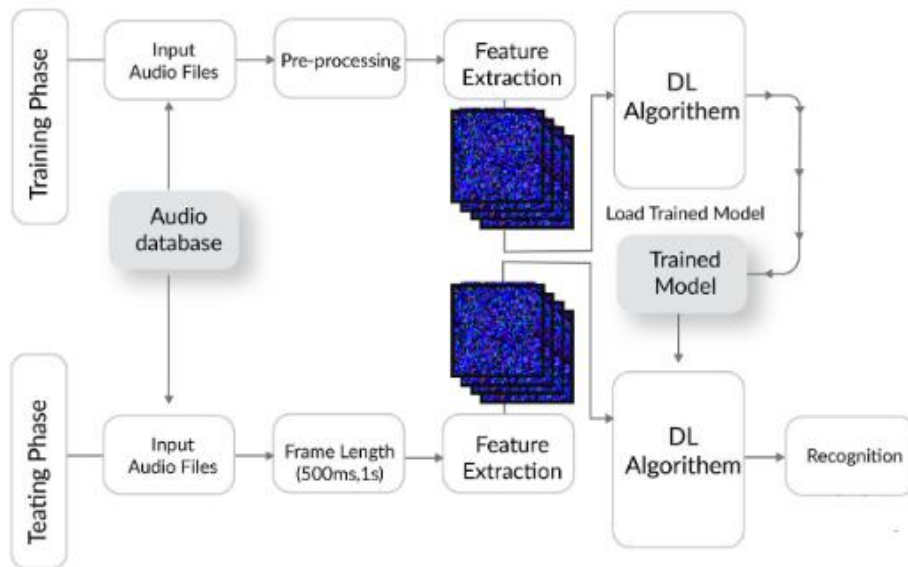 Training Phase
Input
Audio Files
Pre-processing
Feature
Extraction
DL
Algorithem
Audio
database
Load Trained Model
Trained
Model
Teating Phase
Input
Audio Files
Frame Length
(500ms,1s)
Feature
Extraction
DL
Algorithem
Recognition